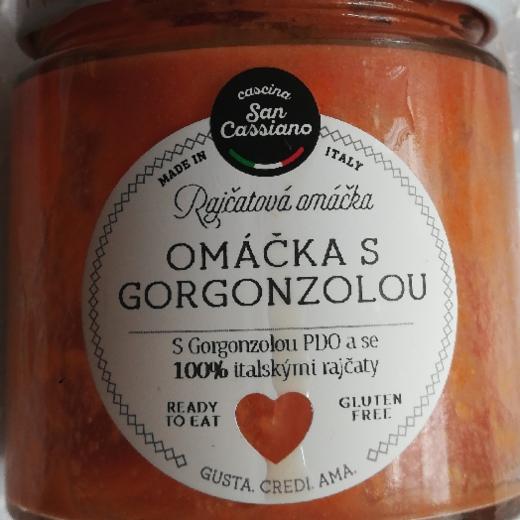 cascina
San
Cassiano
MADE IN ITALY
Rajčatová omáčka
OMÁČKA S
GORGONZOLOU
S Gorgonzolou PDO a se
100% italskými rajčaty
READY
TO EAT
GLUTEN
FREE
GUSTA. CREDI. AMA.